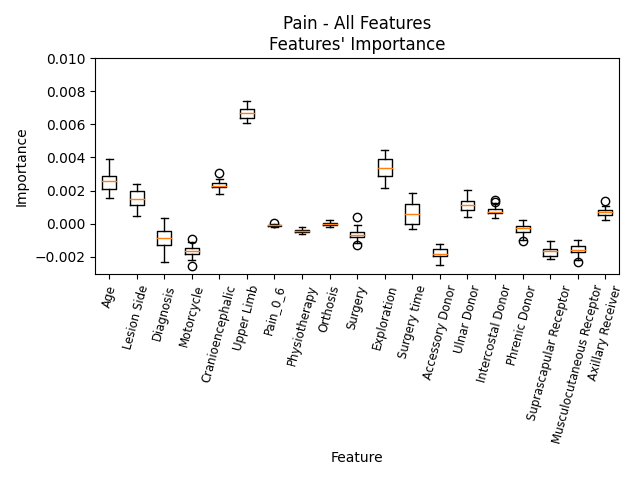 Pain - All Features
Features' Importance
Importance
0.010
0.008
0.006
0.004
0.002
0.000
−0.002
Age
Lesion Side
Diagnosis
Motorcycle
Cranioencephalic
Upper Limb
Pain_0_6
Physiotherapy
Orthosis
Surgery
Exploration
Surgery time
Accessory Donor
Ulnar Donor
Intercostal Donor
Phrenic Donor
Suprascapular Receptor
Musculocutaneous Receptor
Axillary Receiver
Feature